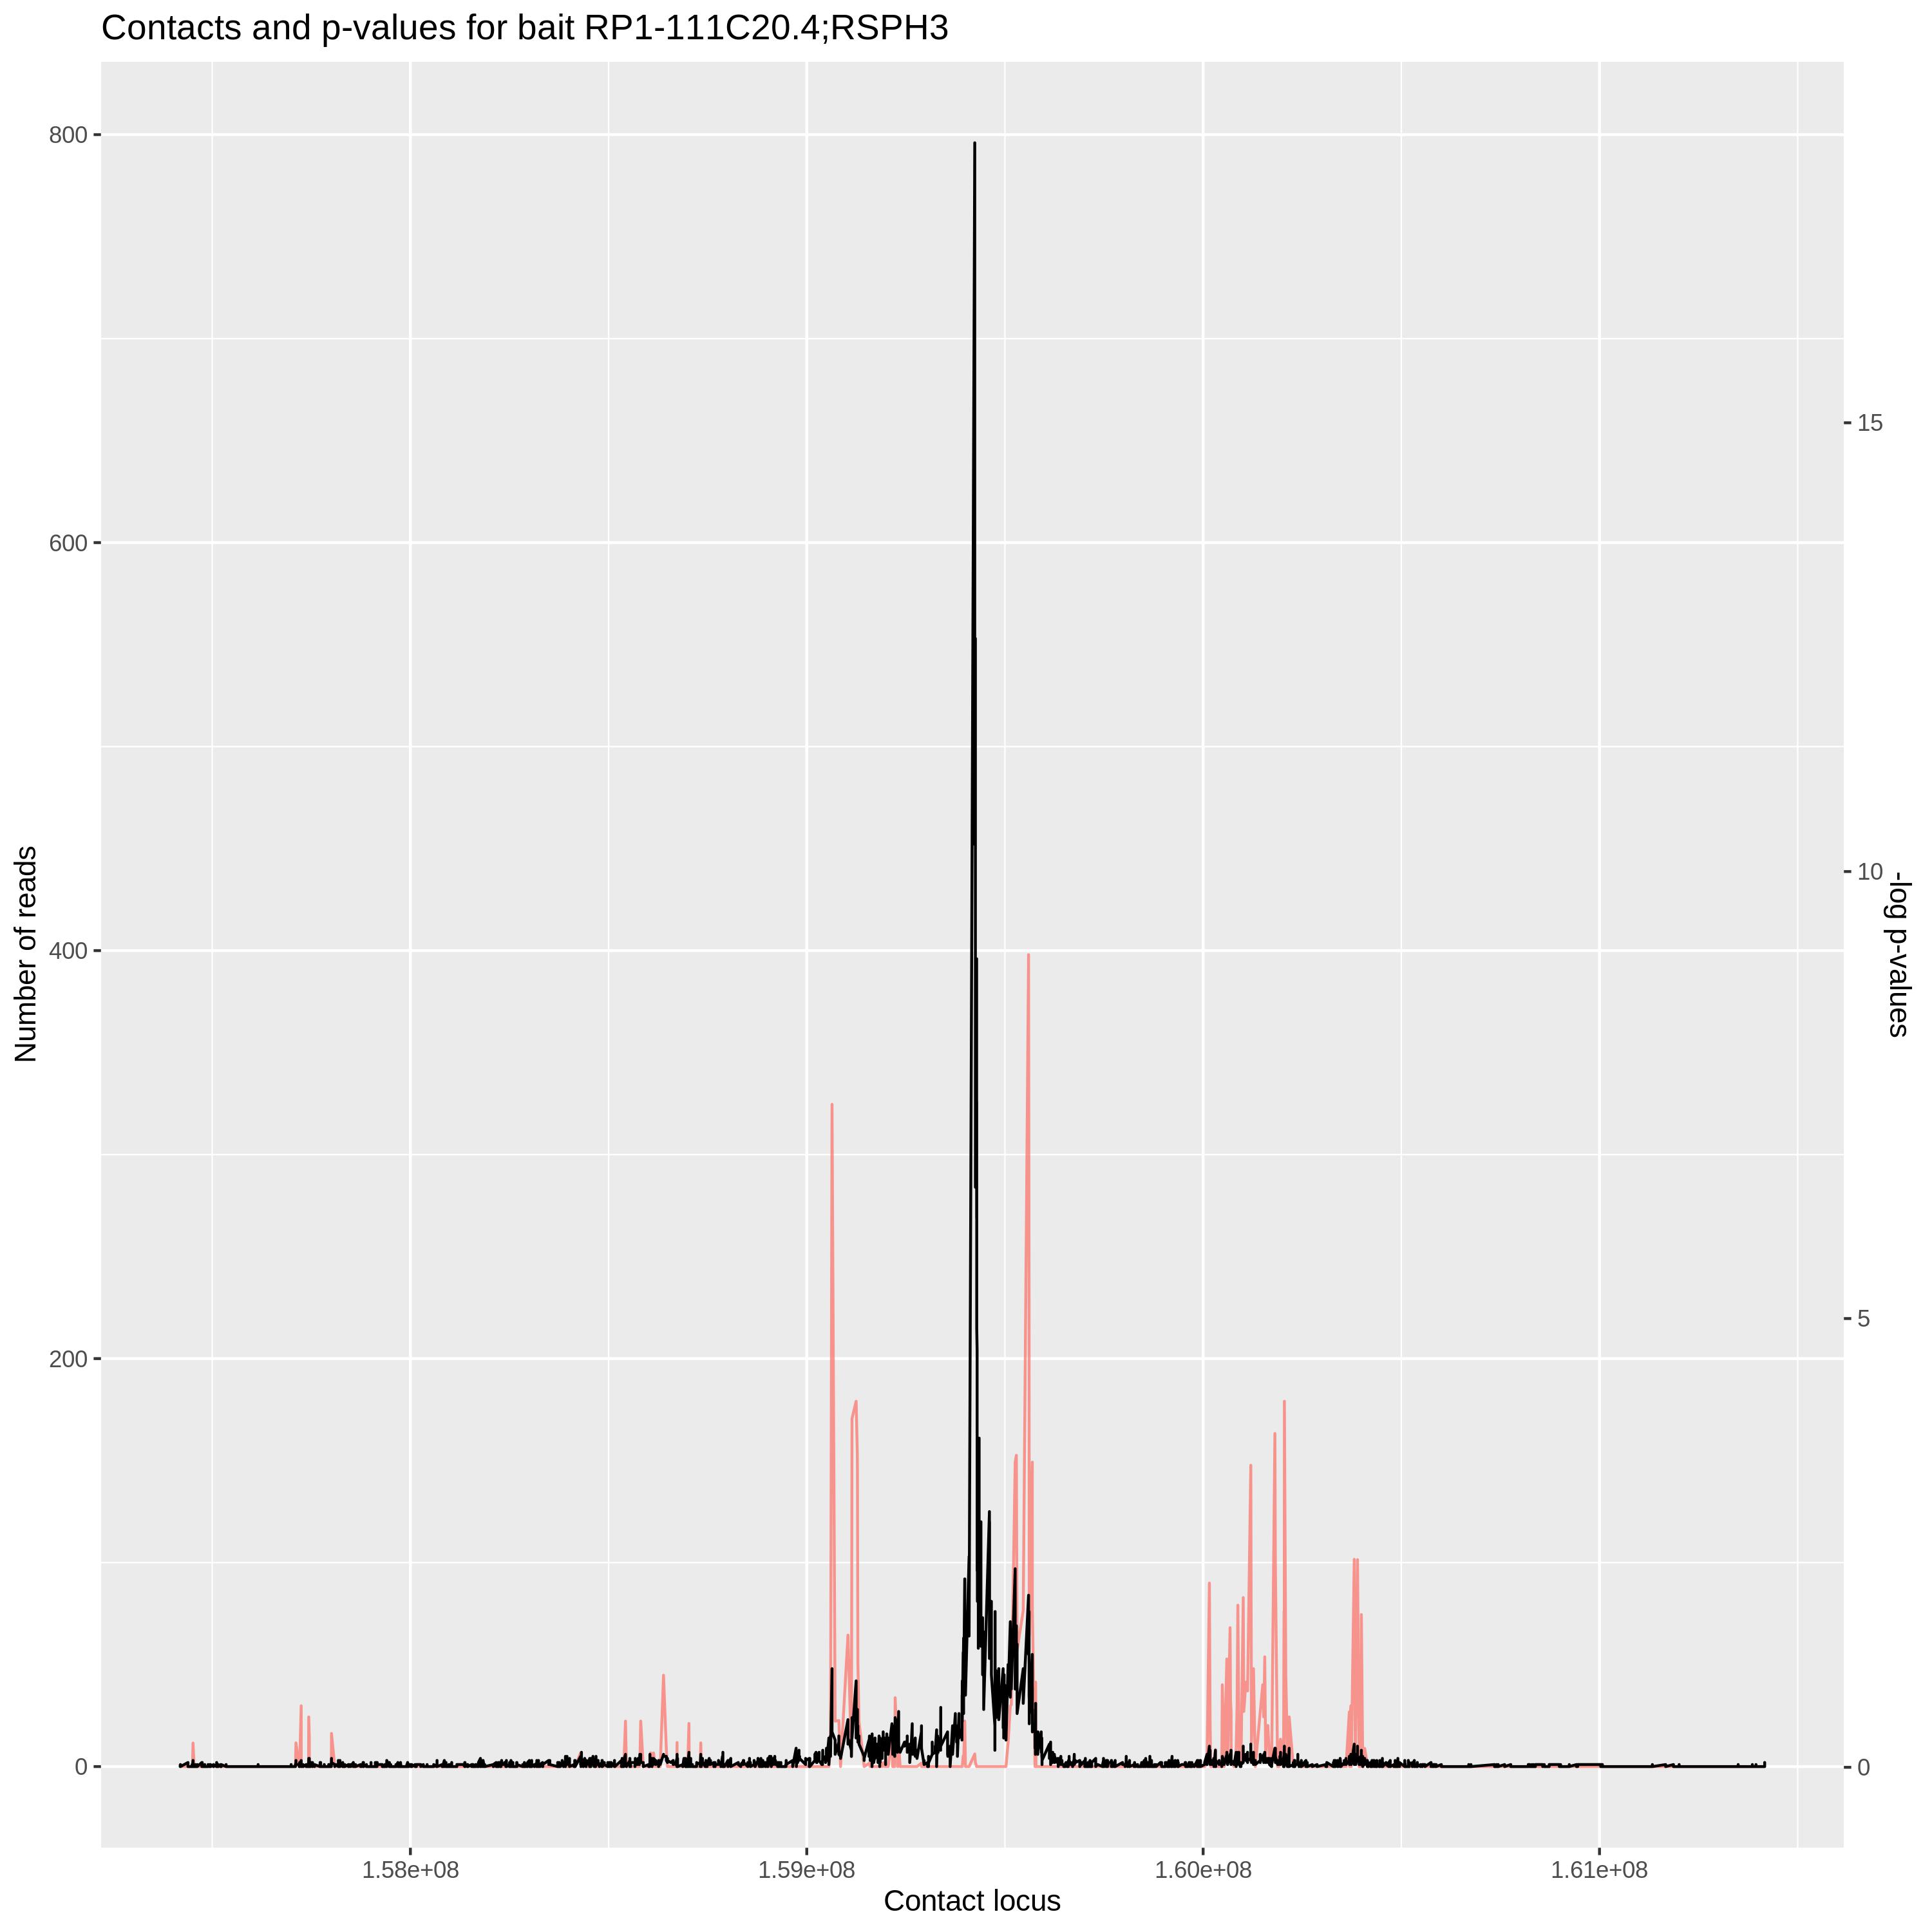 Contacts and p-values for bait RP1-111C20.4;RSPH3
800
600
400
200
0
Number of reads
15
10
5
0
-log p-values
1.58e+08 1.59e+08 1.60e+08 1.61e+08
Contact locus